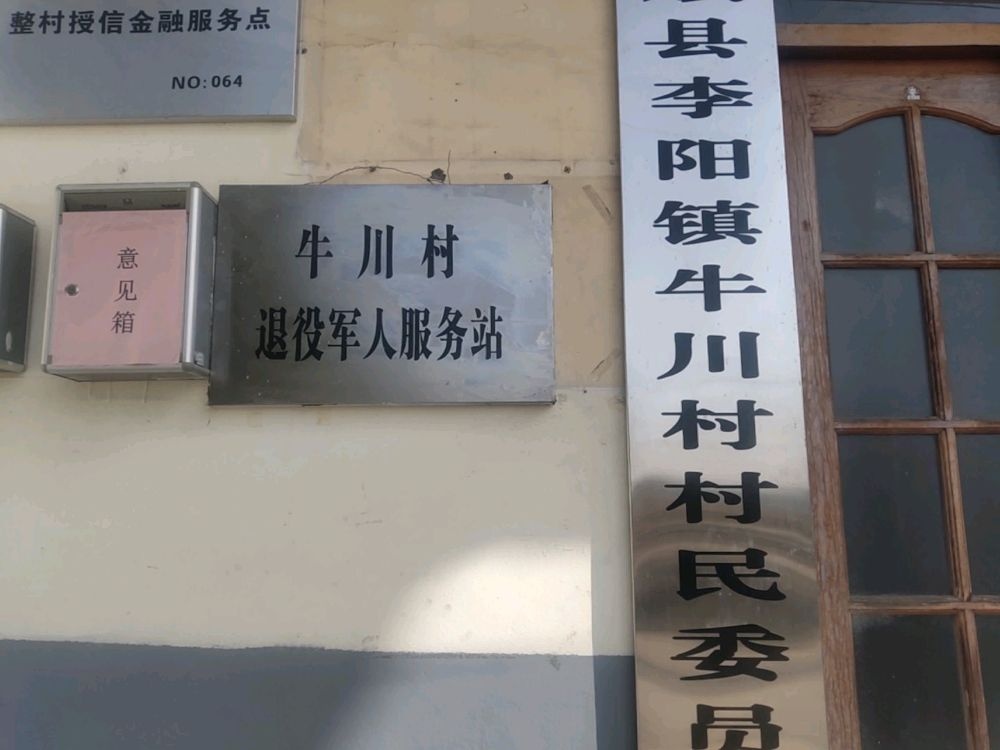 整村授信金融服务点
NO: 064
意见箱
牛川村
退役军人服务站
县李阳镇牛川村村民委员